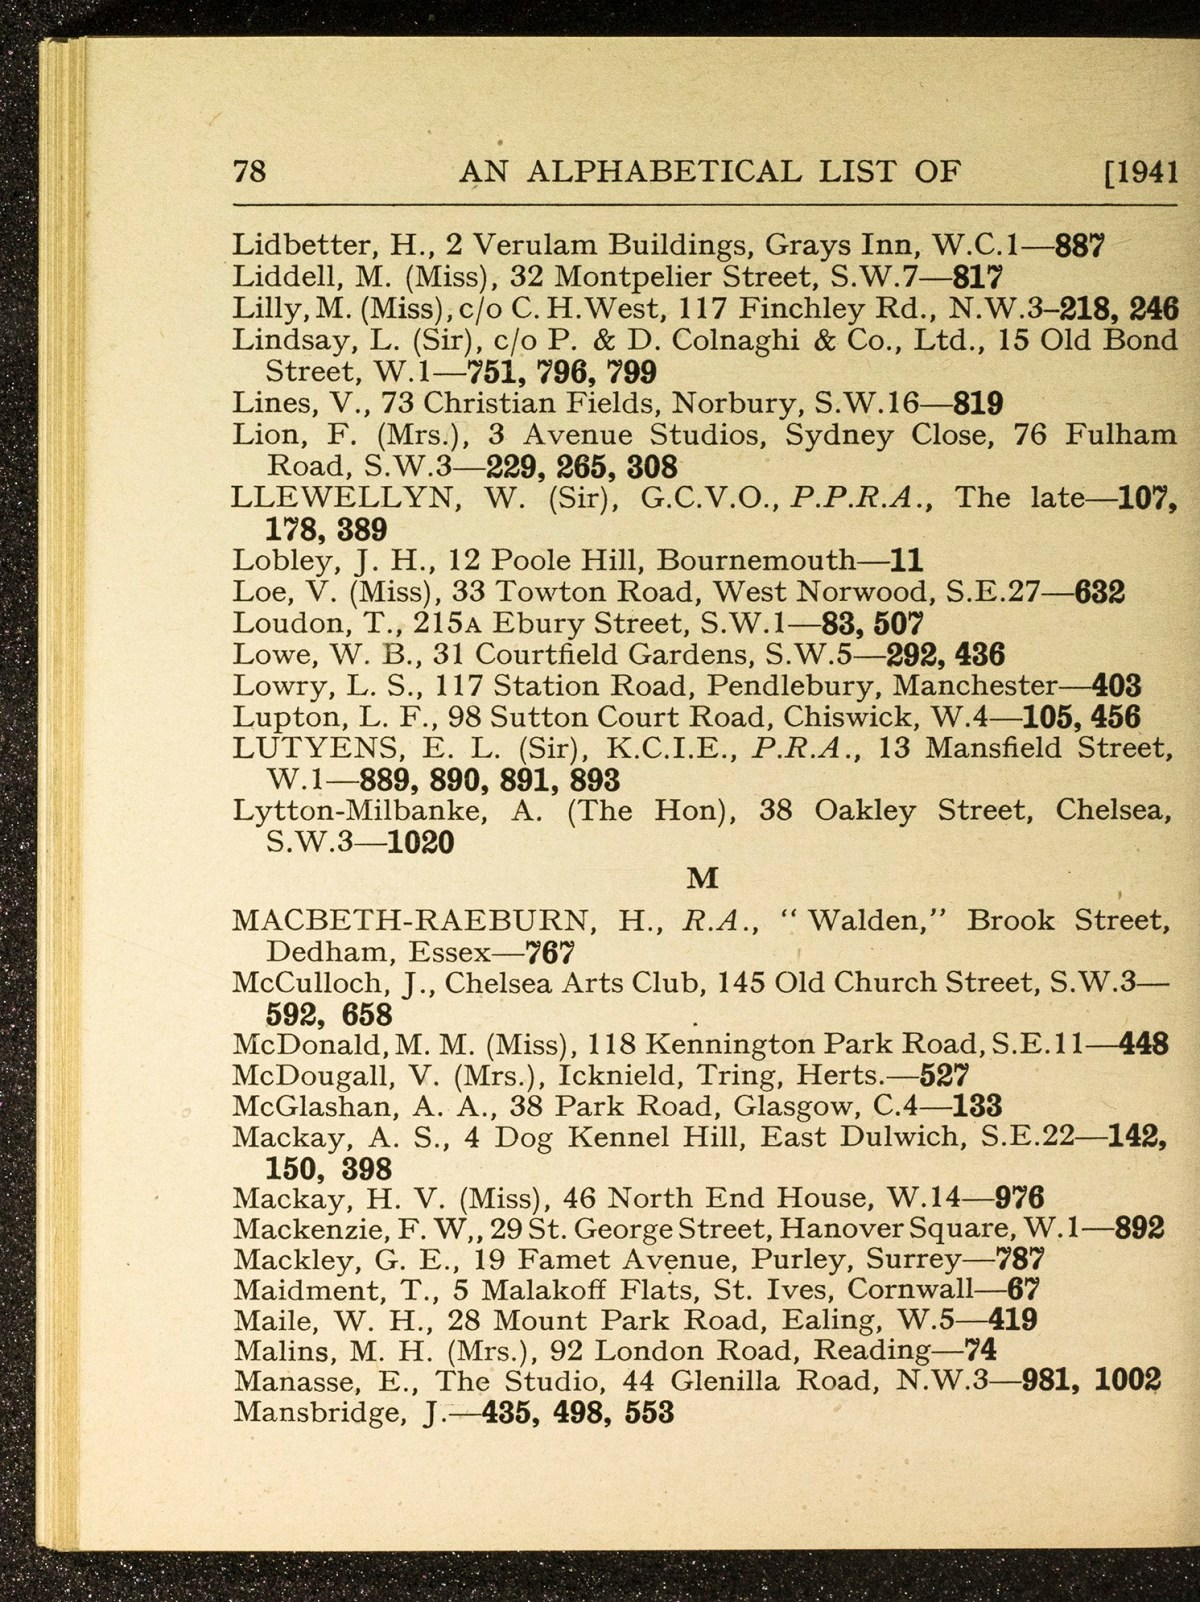 78 AN ALPHABETICAL LIST OF [1941
Lidbetter, H., 2 Verulam Buildings, Grays Inn, W.C.1—887
Liddell, M. (Miss), 32 Montpelier Street, S.W.7—817
Lilly, M. (Miss), c/o C. H. West, 117 Finchley Rd., N.W.3–218, 246
Lindsay, L. (Sir), c/o P. & D. Colnaghi & Co., Ltd., 15 Old Bond
Street, W.1—751, 796, 799
Lines, V., 73 Christian Fields, Norbury, S.W.16—819
Lion, F. (Mrs.), 3 Avenue Studios, Sydney Close, 76 Fulham
Road, S.W.3—229, 265, 308
LLEWELLYN, W. (Sir), G.C.V.O., P.P.R.A., The late—107,
178, 389
Lobley, J. H., 12 Poole Hill, Bournemouth—11
Loe, V. (Miss), 33 Towton Road, West Norwood, S.E.27—632
Loudon, T., 215A Ebury Street, S.W.1—83, 507
Lowe, W. B., 31 Courtfield Gardens, S.W.5—292, 436
Lowry, L. S., 117 Station Road, Pendlebury, Manchester—403
Lupton, L. F., 98 Sutton Court Road, Chiswick, W.4—105, 456
LUTYENS, E. L. (Sir), K.C.I.E., P.R.A., 13 Mansfield Street,
W.1—889, 890, 891, 893
Lytton-Milbanke, A. (The Hon), 38 Oakley Street, Chelsea,
S.W.3—1020
M
MACBETH-RAEBURN, H., R.A., “ Walden,” Brook Street,
Dedham, Essex—767
McCulloch, J., Chelsea Arts Club, 145 Old Church Street, S.W.3—
592, 658
McDonald, M. M. (Miss), 118 Kennington Park Road, S.E.11—448
McDougall, V. (Mrs.), Icknield, Tring, Herts.—527
McGlashan, A. A., 38 Park Road, Glasgow, C.4—133
Mackay, A. S., 4 Dog Kennel Hill, East Dulwich, S.E.22—142,
150, 398
Mackay, H. V. (Miss), 46 North End House, W.14—976
Mackenzie, F. W,, 29 St. George Street, Hanover Square, W.1—892
Mackley, G. E., 19 Famet Avenue, Purley, Surrey—787
Maidment, T., 5 Malakoff Flats, St. Ives, Cornwall—67
Maile, W. H., 28 Mount Park Road, Ealing, W.5—419
Malins, M. H. (Mrs.), 92 London Road, Reading—74
Manasse, E., The Studio, 44 Glenilla Road, N.W.3—981, 1002
Mansbridge, J.—435, 498, 553